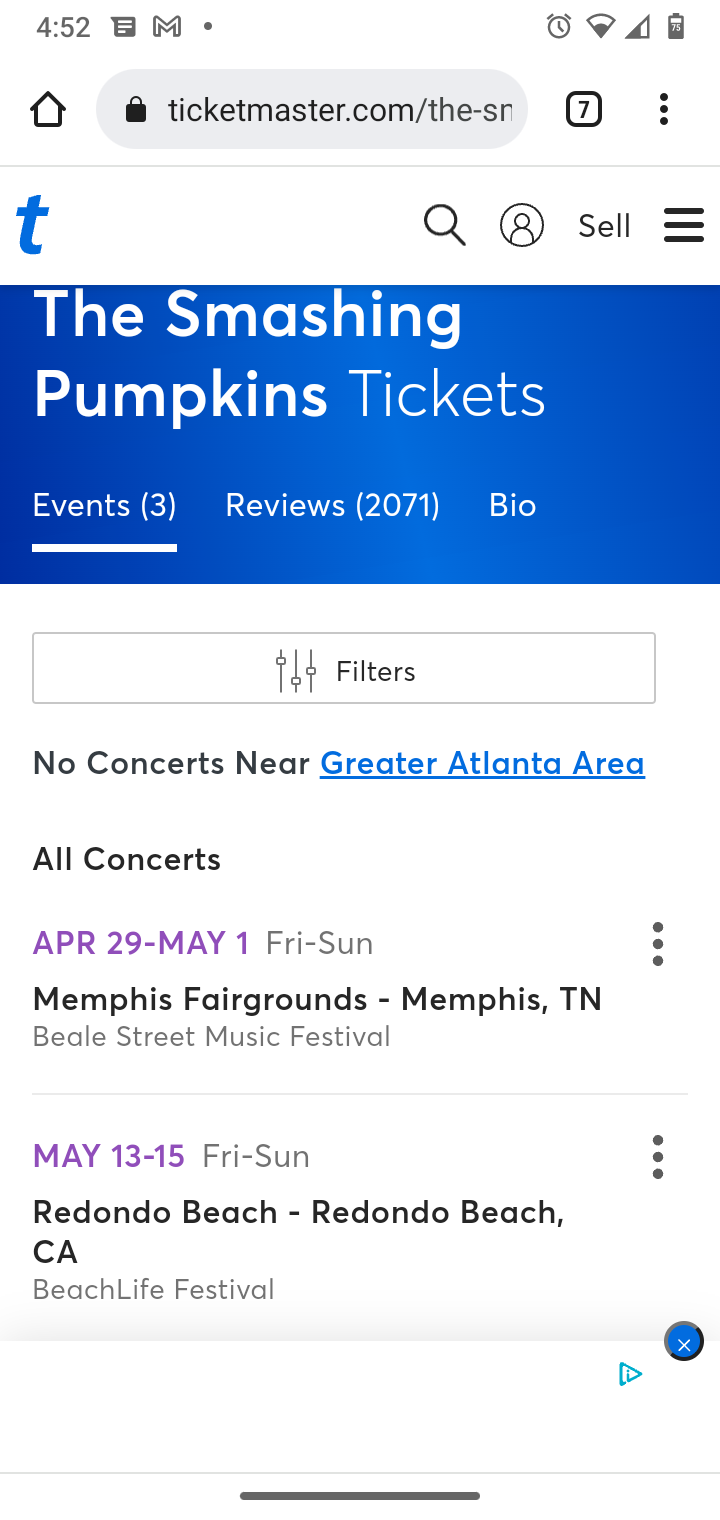 4:52
75
ticketmaster.com/the-sm
7
t
Sell
The Smashing
Pumpkins Tickets
Events (3) Reviews (2071) Bio
Filters
No Concerts Near Greater Atlanta Area
All Concerts
APR 29-MAY 1 Fri-Sun
Memphis Fairgrounds - Memphis, TN
Beale Street Music Festival
MAY 13-15 Fri-Sun
Redondo Beach - Redondo Beach,
CA
BeachLife Festival